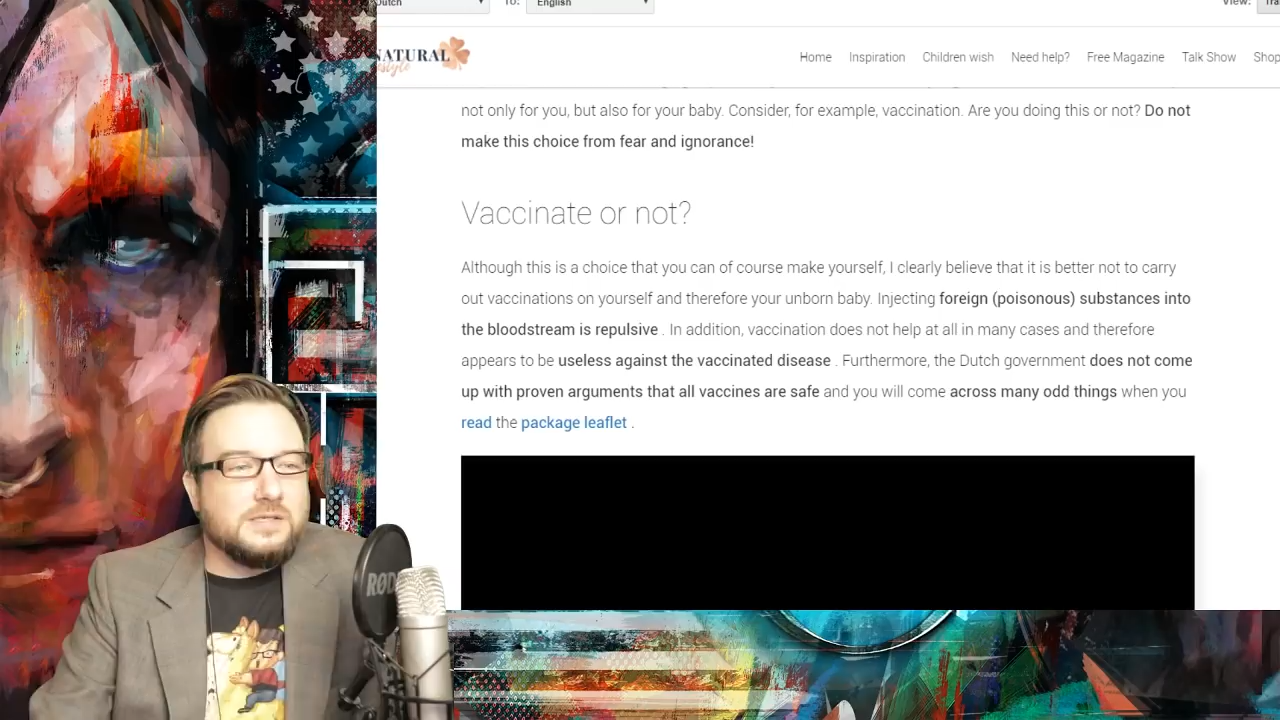 Dutch
To:
English
View:
NATURAL
Home Inspiration Children wish Need help? Free Magazine Talk Show Shop
not only for you, but also for your baby. Consider, for example, vaccination. Are you doing this or not? Do not
make this choice from fear and ignorance!
Vaccinate or not?
Although this is a choice that you can of course make yourself, I clearly believe that it is better not to carry
out vaccinations on yourself and therefore your unborn baby. Injecting foreign (poisonous) substances into
the bloodstream is repulsive . In addition, vaccination does not help at all in many cases and therefore
appears to be useless against the vaccinated disease . Furthermore, the Dutch government does not come
up with proven arguments that all vaccines are safe and you will come across many odd things when you
read the package leaflet .
RØD